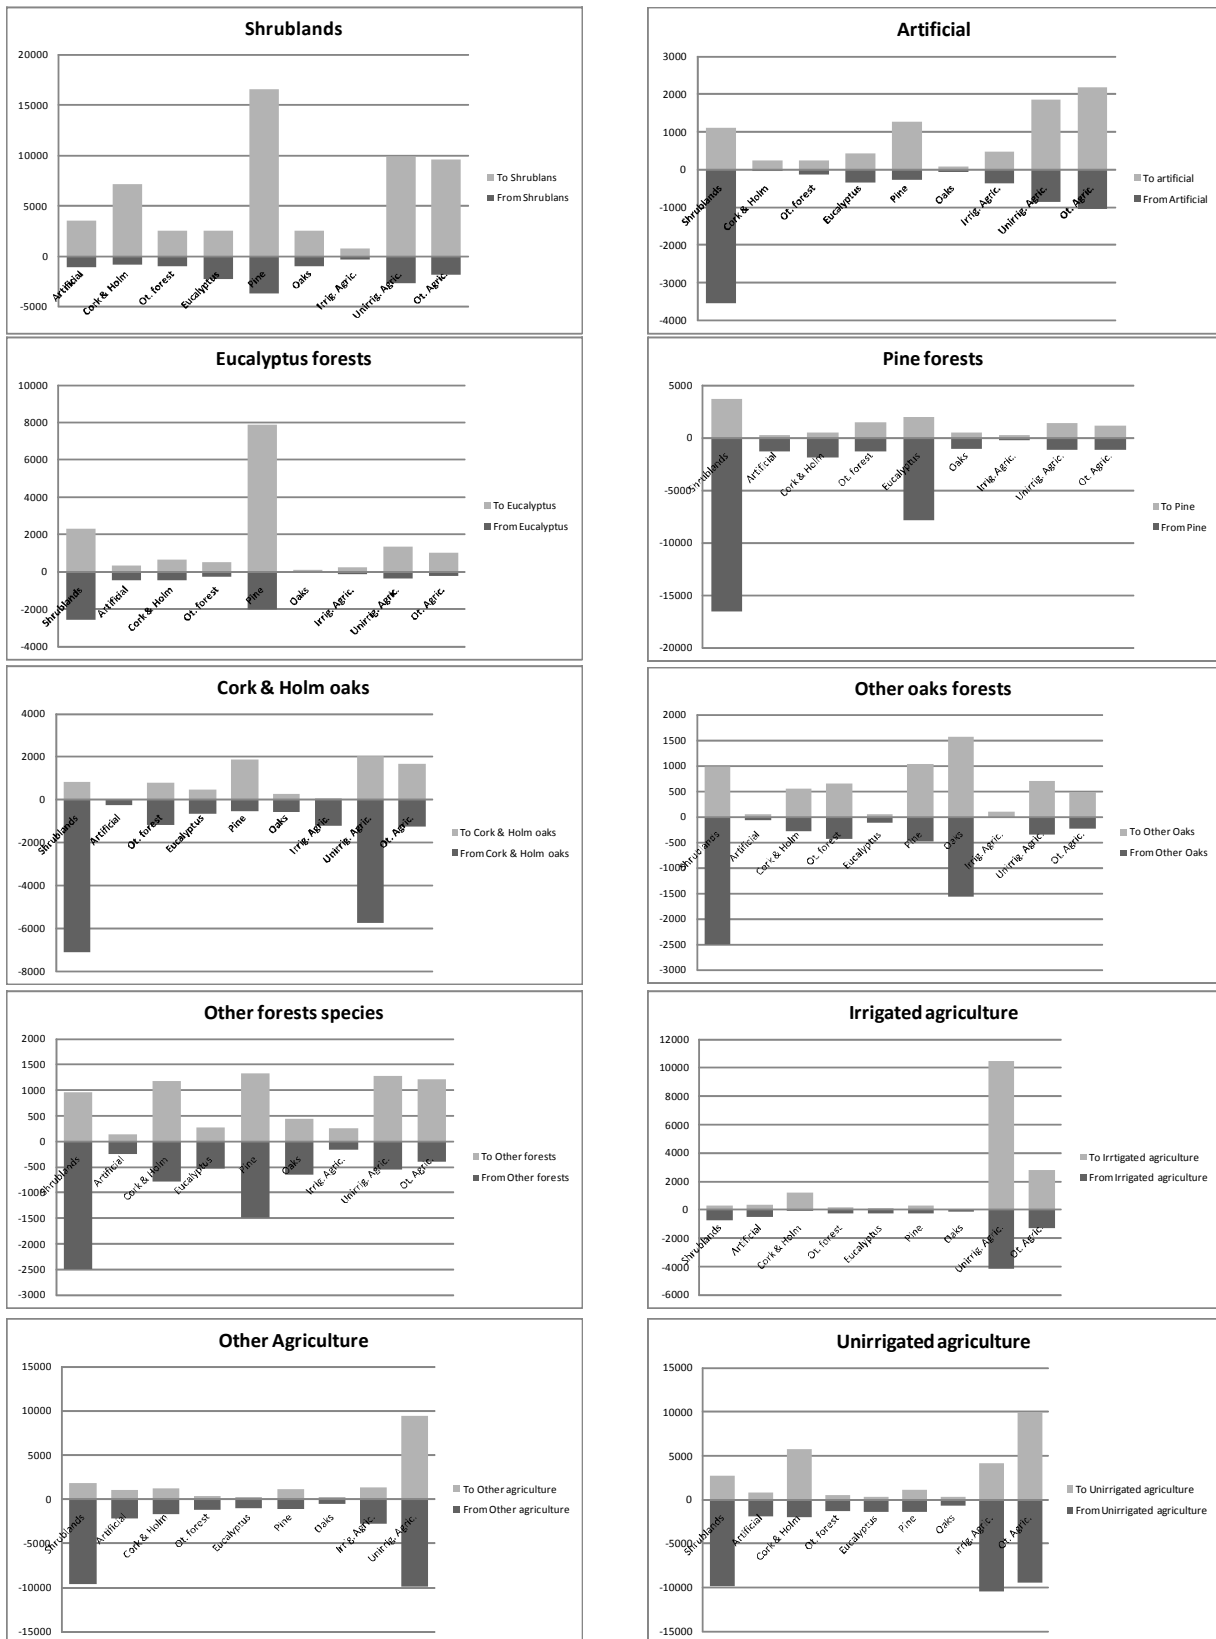 Shrublands
20000
15000
10000
5000
0
-5000
Artificial
Cork & Holm
Ot. forest
Eucalyptus
Pine
Oaks
Irrig. Agric.
Unirrig. Agric.
Ot. Agric.
To Shrublans
From Shrublans
Artificial
3000
2000
1000
0
-1000
-2000
-3000
-4000
Shrublands
Cork & Holm
Ot. forest
Eucalyptus
Pine
Oaks
Irrig. Agric.
Unirrig. Agric.
Ot. Agric.
To artificial
From Artificial
Eucalyptus forests
10000
8000
6000
4000
2000
0
-2000
-4000
Shrublands
Artificial
Cork & Holm
Ot. forest
Pine
Oaks
Irrig. Agric.
Unirrig. Agric.
Ot. Agric.
To Eucalyptus
From Eucalyptus
Pine forests
5000
0
-5000
-10000
-15000
-20000
Shrublands
Artificial
Cork & Holm
Ot. forest
Eucalyptus
Oaks
Irrig. Agric.
Unirrig. Agric.
Ot. Agric.
To Pine
From Pine
Cork & Holm oaks
4000
2000
0
-2000
-4000
-6000
-8000
Shrublands
Artificial
Ot. forest
Eucalyptus
Pine
Oaks
Irrig. Agric.
Unirrig. Agric.
Ot. Agric.
To Cork & Holm oaks
From Cork & Holm oaks
Other oaks forests
2000
1500
1000
500
0
-500
-1000
-1500
-2000
-2500
-3000
Shrublands
Artificial
Cork & Holm
Ot. forest
Eucalyptus
Pine
Oaks
Irrig. Agric.
Unirrig. Agric.
Ot. Agric.
To Other Oaks
From Other Oaks
Other forests species
2000
1500
1000
500
0
-500
-1000
-1500
-2000
-2500
-3000
Shrublands
Artificial
Cork & Holm
Eucalyptus
Pine
Oaks
Irrig. Agric.
Unirrig. Agric.
Ot. Agric.
To Other forests
From Other forests
Irrigated agriculture
12000
10000
8000
6000
4000
2000
0
-2000
-4000
-6000
Shrublands
Artificial
Cork & Holm
Ot. forest
Eucalyptus
Pine
Oaks
Unirrig. Agric.
Ot. Agric.
To Irrtigated agriculture
From Irrigated agriculture
Other Agriculture
15000
10000
5000
0
-5000
-10000
-15000
Shrublands
Artificial
Cork & Holm
Ot. forest
Eucalyptus
Pine
Oaks
Irrig. Agric.
Unirrig. Agric.
To Other agriculture
From Other agriculture
Unirrigated agriculture
15000
10000
5000
0
-5000
-10000
-15000
Shrublands
Artificial
Cork & Holm
Ot. forest
Eucalyptus
Pine
Oaks
Irrig. Agric.
Ot. Agric.
To Unirrigated agriculture
From Unirrigated agriculture